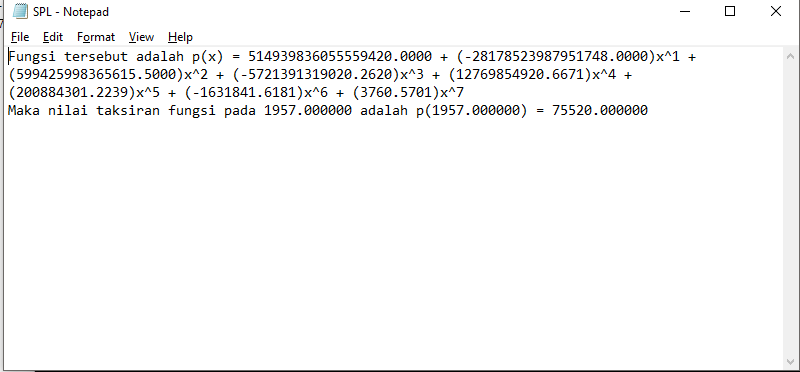 SPL - Notepad
File Edit Format View Help
Fungsi tersebut adalah p(x) = 514939836055559420.0000 + (-28178523987951748.0000)x^1 +
(599425998365615.5000)x^2 + (-5721391319020.2620)x^3 + (12769854920.6671)x^4 +
(200884301.2239)x^5 + (-1631841.6181)x^6 + (3760.5701)x^7
Maka nilai taksiran fungsi pada 1957.000000 adalah p(1957.000000) = 75520.000000